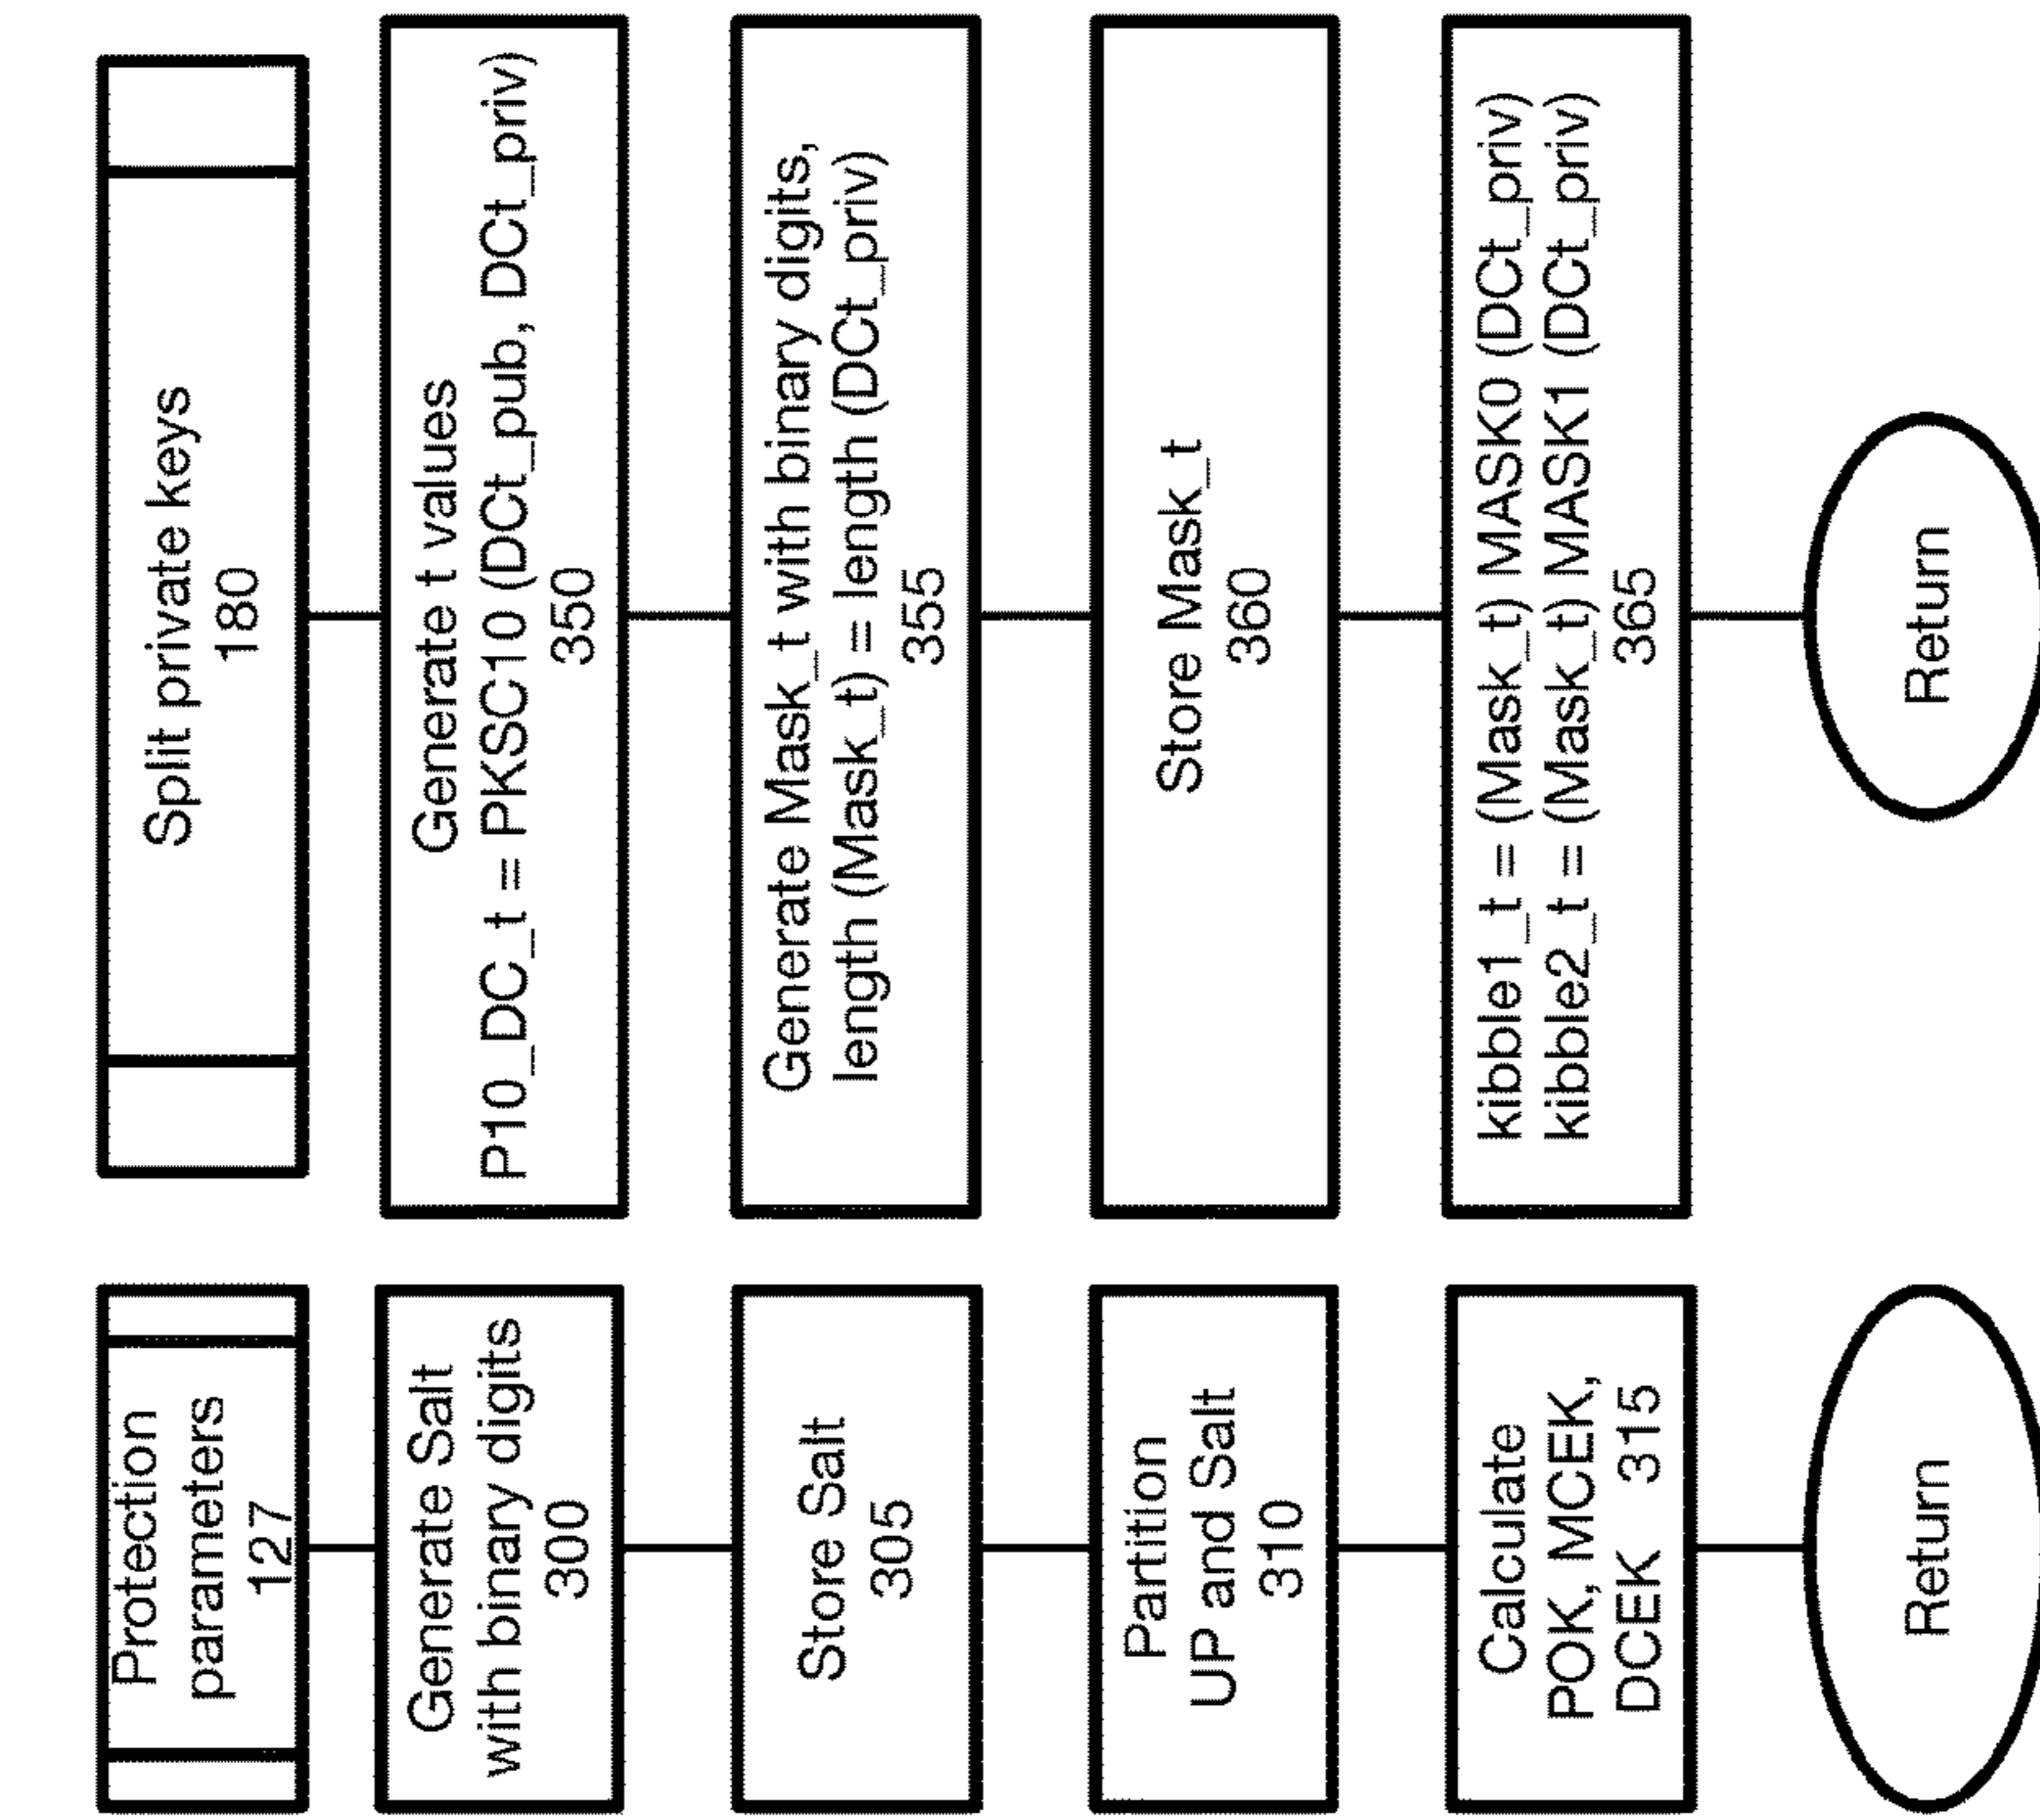 Protection
parameters
127
Generate Salt
with binary digits
300
Store Salt
305
Partition
UP and Salt
310
Calculate
POK, MCEK,
DCEK 315
Return
Split private keys
180
Generate t values
P10_DC_t = PKSC10 (DCt_pub, DCt_priv)
350
Generate Mask_t with binary digits,
length (Mask_t) = length (DCt_priv)
355
Store Mask_t
360
kibble1_t = (Mask_t) MASK0 (DCt_priv)
kibble2_t = (Mask_t) MASK1 (DCt_priv)
365
Return